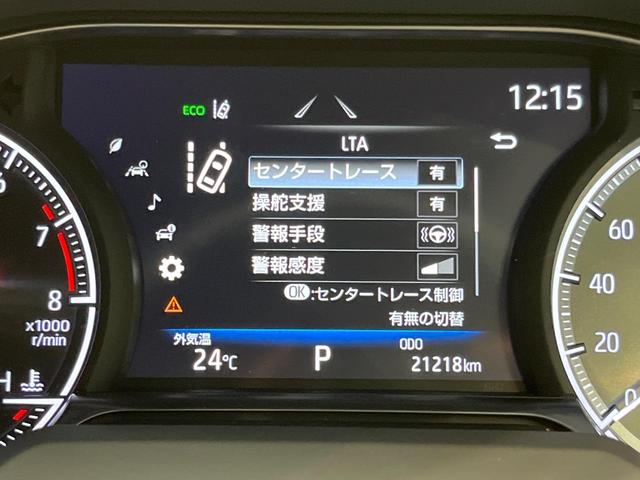 12:15
ECO
LTA
センタートレース 有
操舵支援 有
警報手段
警報感度
OK:センタートレース制御
有無の切替
外気温
24℃
P
ODO
21218km
6
7
8
x1000
r/min
H
60
40
20
0